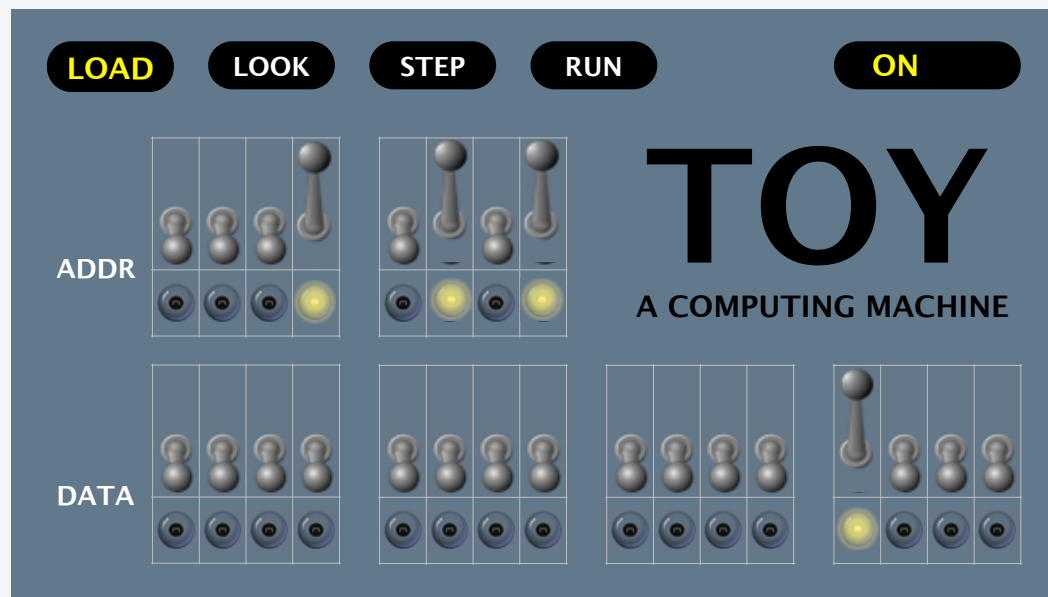 LOAD LOOK STEP RUN ON
TOY
ADDR
A COMPUTING MACHINE
DATA